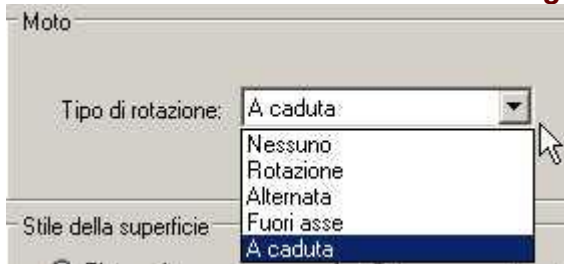 Moto
Tipo di rotazione: A caduta
Nessuno
Rotazione
Alternata
Fuori asse
Stile della superficie
A caduta